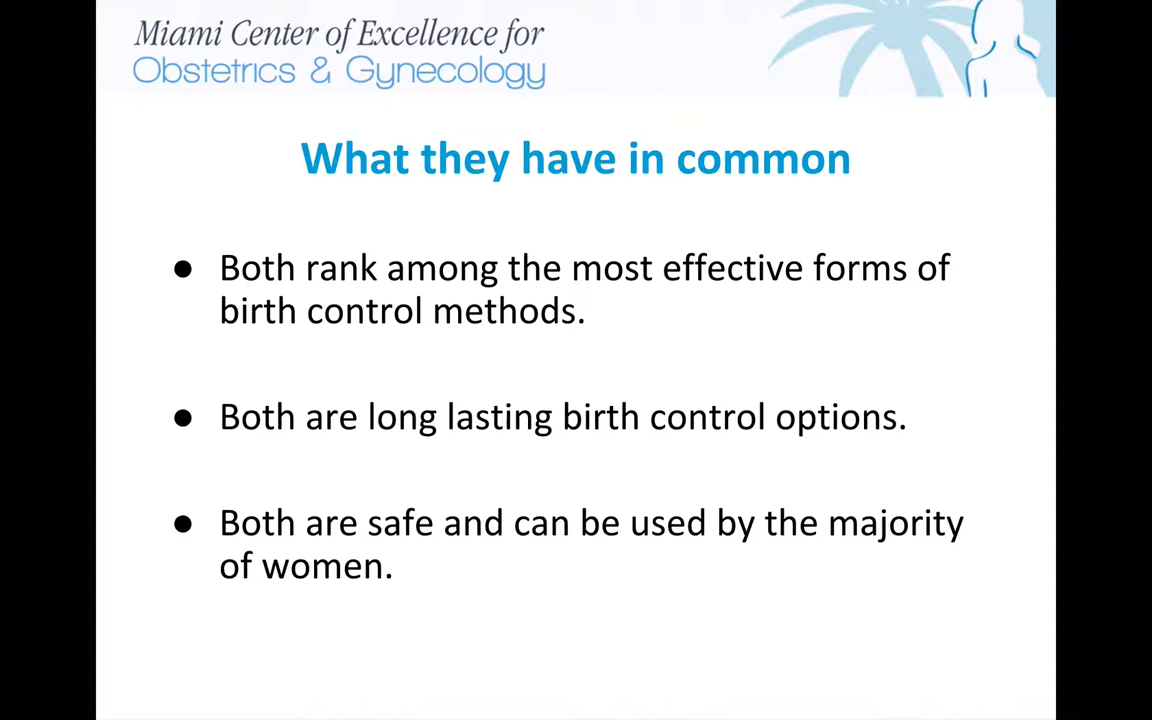 Miami Center of Excellence for
Obstetrics & Gynecology
What they have in common
● Both rank among the most effective forms of
birth control methods.
● Both are long lasting birth control options.
● Both are safe and can be used by the majority
of women.